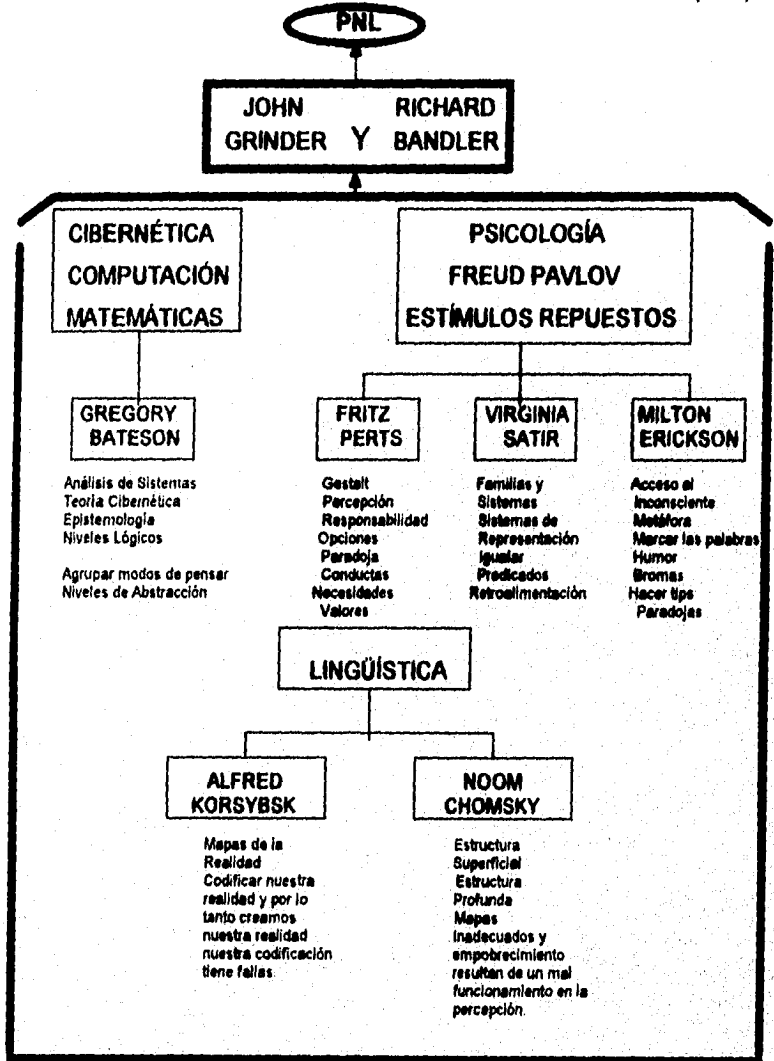 PNL
JOHN RICHARD
GRINDER Y BANDLER
CIBERNÉTICA
COMPUTACIÓN
MATEMÁTICAS
PSICOLOGÍA
FREUD PAVLOV
ESTÍMULOS REPUESTOS
GREGORY
BATESON
Análisis de Sistemas
Teoría Cibernética
Epistemología
Niveles Lógicos
Agrupar modos de pensar
Niveles de Abstracción
FRITZ
PERTS
Gestalt
Percepción
Responsabilidad
Opciones
Paradoja
Conductas
Necesidades
Valores
VIRGINIA
SATIR
Familias y
Sistemas
Sistemas de
Representación
Igualar
Predicados
Retroalimentación
MILTON
ERICKSON
Acceso al
Inconsciente
Metáfora
Marcar las palabras
Humor
Bromas
Hacer tips
Paradojas
LINGÜÍSTICA
ALFRED
KORSYBSK
Mapas de la
Realidad
Codificar nuestra
realidad y por lo
tanto creamos
nuestra realidad
nuestra codificación
tiene fallas
NOOM
CHOMSKY
Estructura
Superficial
Estructura
Profunda
Mapas
Inadecuados y
empobrecimiento
resultan de un mal
funcionamiento en la
percepción.